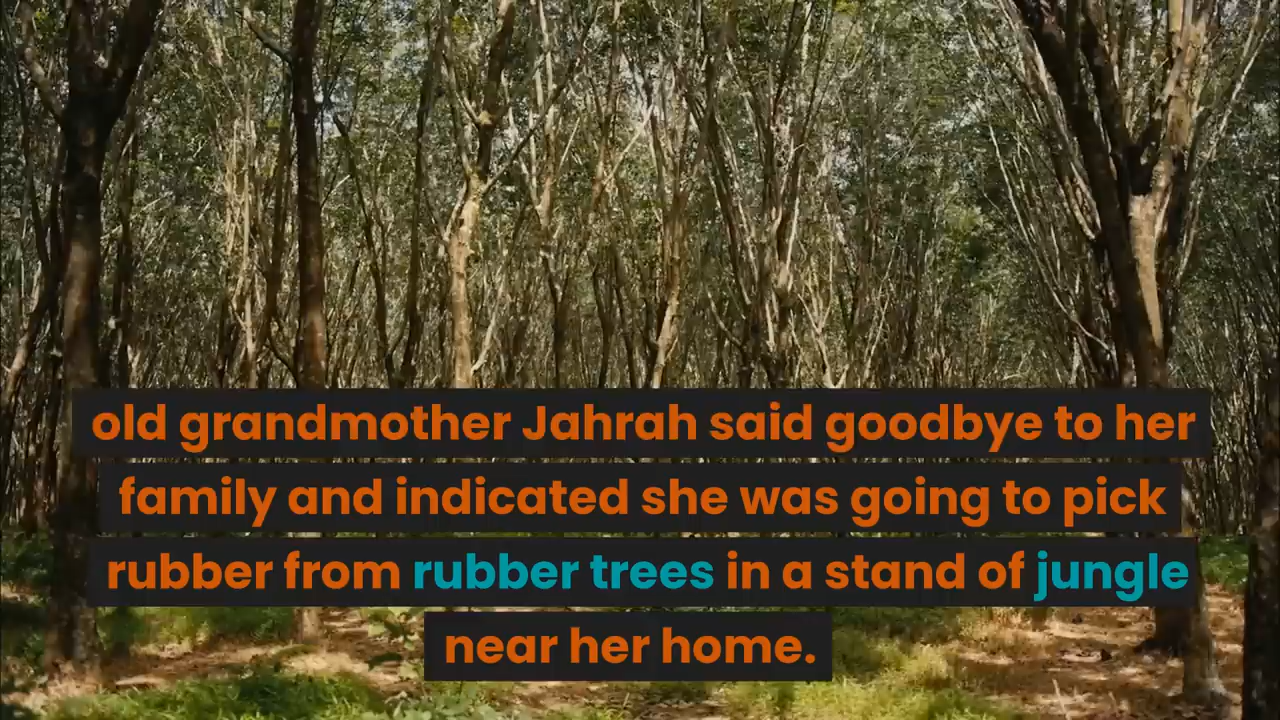 old grandmother Jahrah said goodbye to her
family and indicated she was going to pick
rubber from rubber trees in a stand of jungle
near her home.